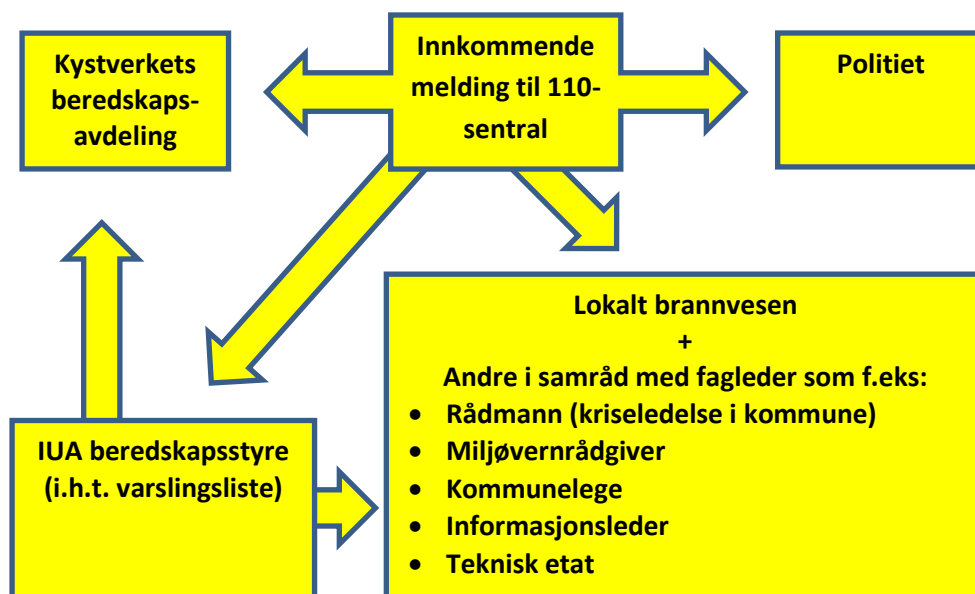 Kystverkets
beredskaps-
avdeling
Innkommende
melding til 110-
sentral
Politiet
Lokalt brannvesen
+
Andre i samråd med fagleder som f.eks:
• Rådmann (kriseledelse i kommune)
• Miljøvernrådgiver
• Kommunelege
• Informasjonsleder
• Teknisk etat
IUA beredskapsstyre
(i.h.t. varslingsliste)